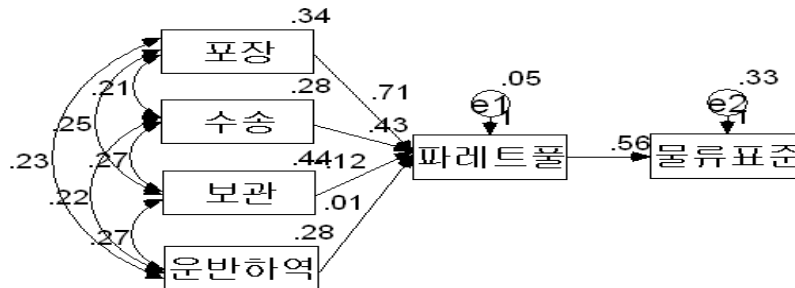 .34
포장
.21
.28
.71
.05
.33
e1
1
e2
1
수송
.43
.25
.23
.27
.44
.12
파레트풀
.56
물류표준
보관
.22
.01
.27
.28
운반하역